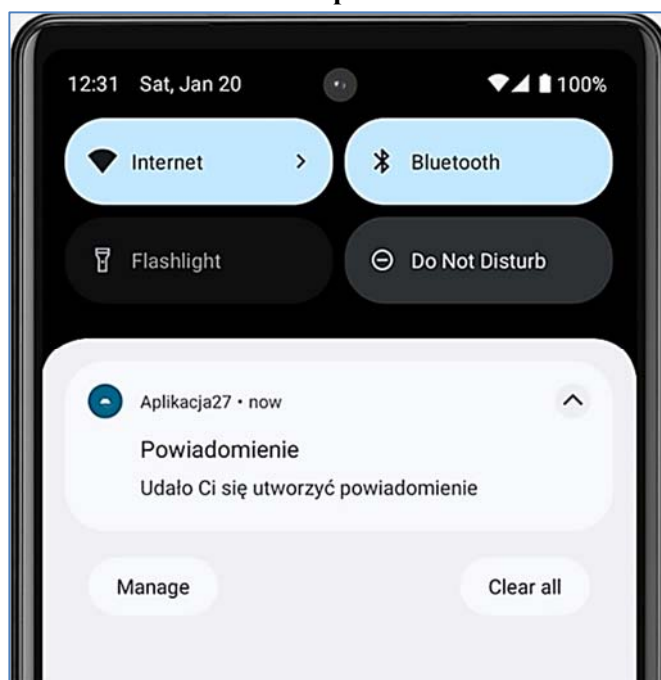 12:31 Sat, Jan 20 100%
Internet Bluetooth
Flashlight Do Not Disturb
Aplikacja27 • now
Powiadomienie
Udało Ci się utworzyć powiadomienie
Manage Clear all